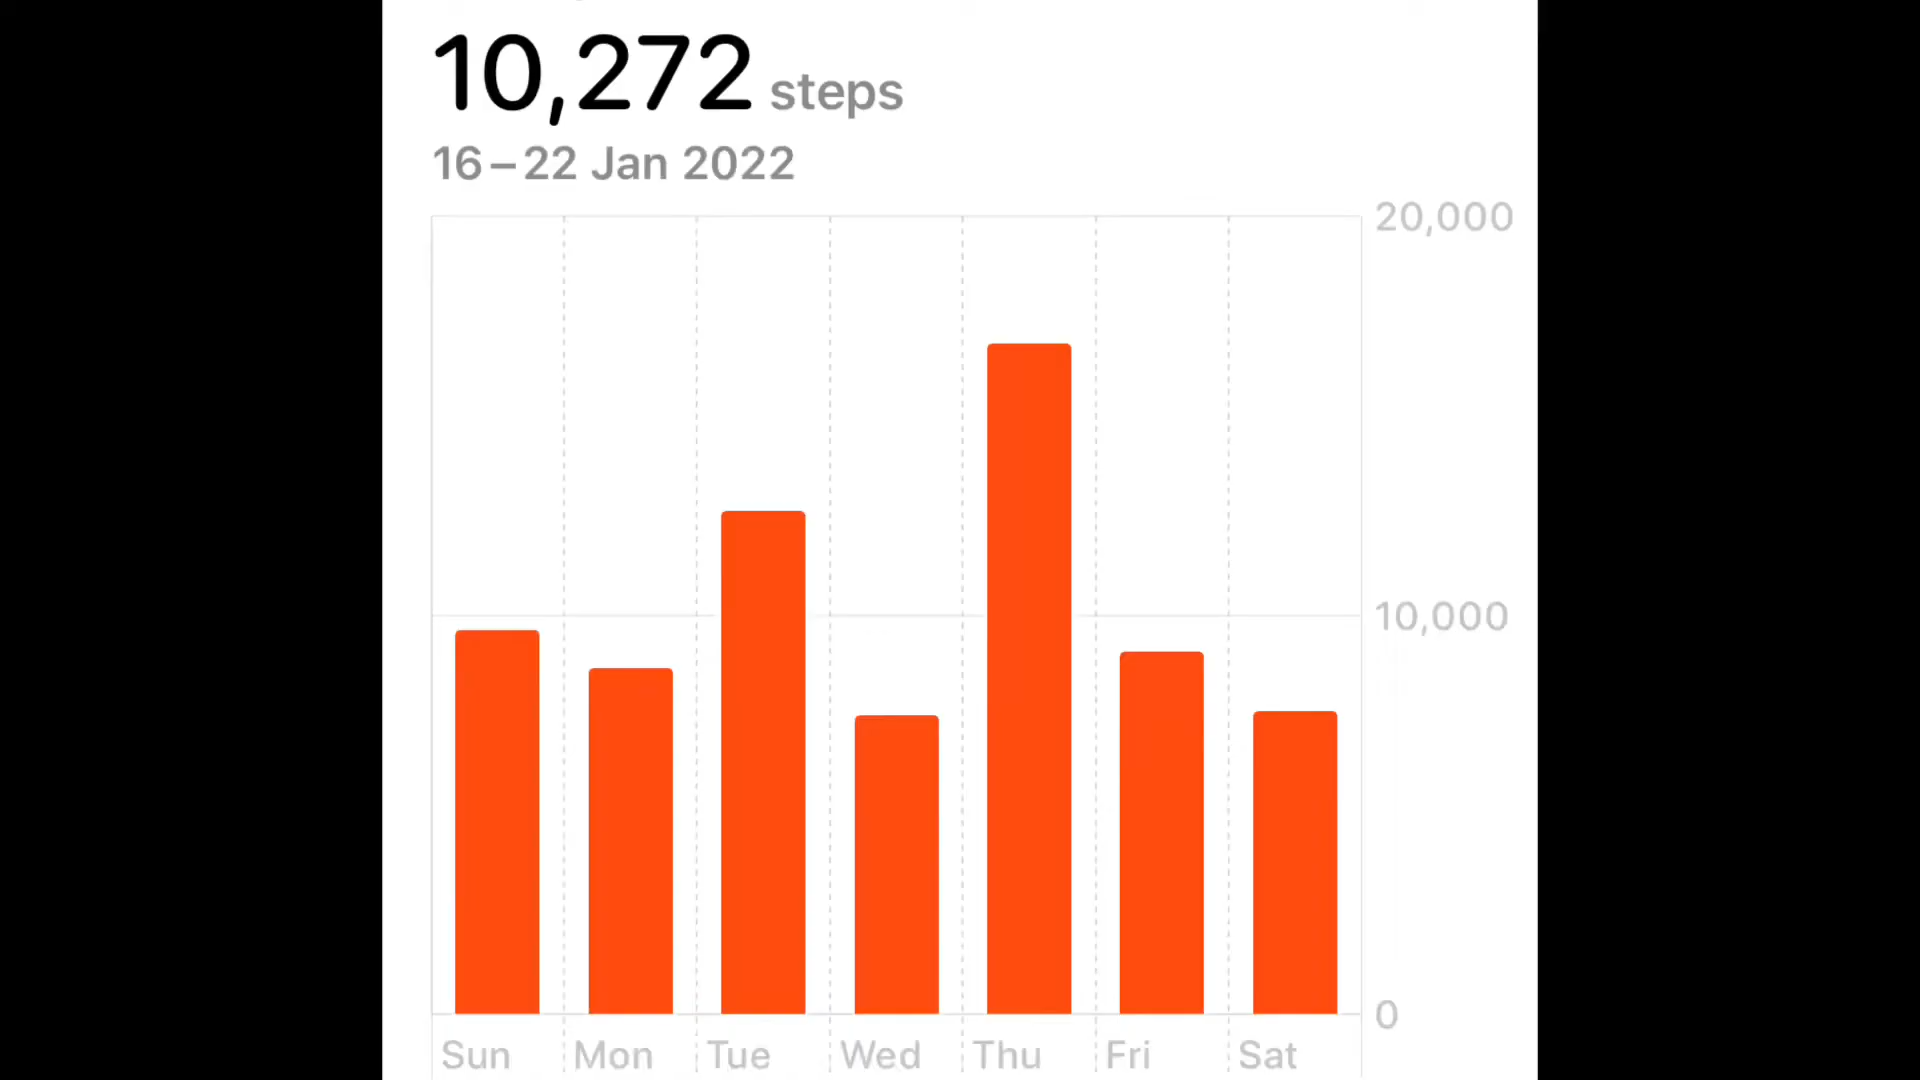 10,272 steps
16–22 Jan 2022
20,000
10,000
0
Sun Mon Tue Wed Thu Fri Sat